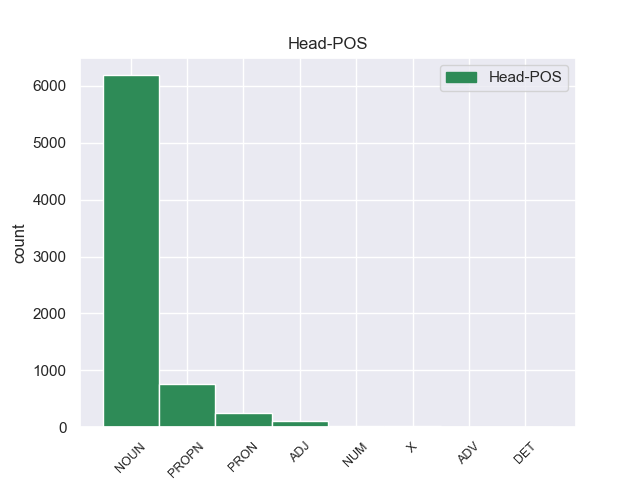 Head-POS
Head-POS
6000
5000
4000
3000
2000
1000
0
count
NOUN
PROPN
PRON
ADJ
NUM
X
ADV
DET